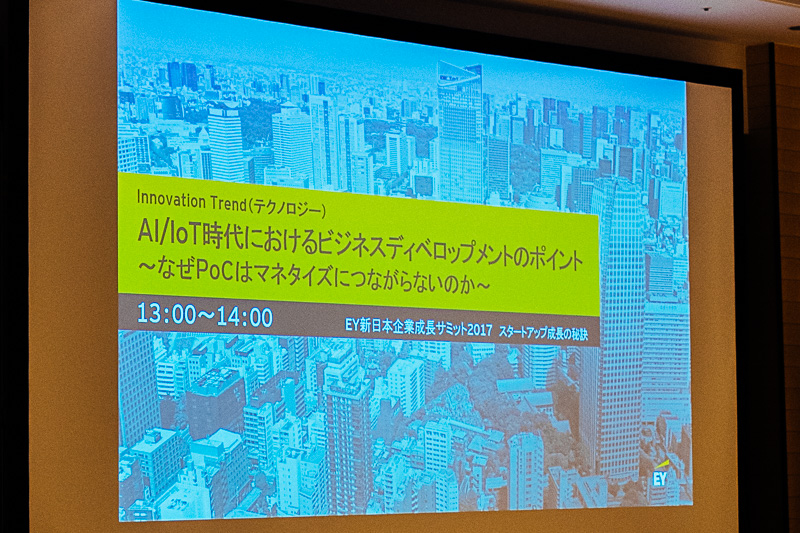 Innovation Trend(テクノロジー)
AI/IoT時代におけるビジネスディベロップメントのポイント
～なぜPoCはマネタイズにつながらないのか～
13:00～14:00
EY新日本企業成長サミット2017 スタートアップ成長の秘訣
EY